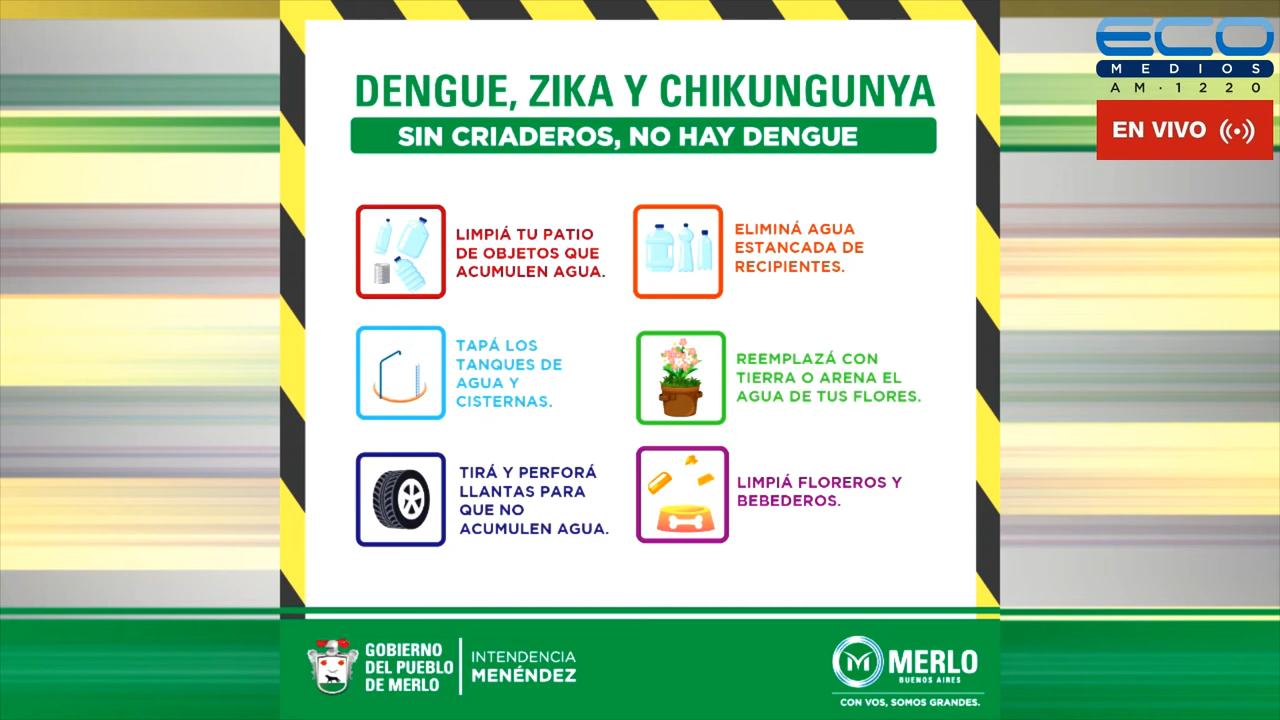 ECO
MEDIOS
AM·1220
EN VIVO
DENGUE, ZIKA Y CHIKUNGUNYA
SIN CRIADEROS, NO HAY DENGUE
LIMPIÁ TU PATIO
DE OBJETOS QUE
ACUMULEN AGUA.
ELIMINÁ AGUA
ESTANCADA DE
RECIPIENTES.
TAPÁ LOS
TANQUES DE
AGUA Y
CISTERNAS.
REEMPLAZÁ CON
TIERRA O ARENA EL
AGUA DE TUS FLORES.
TIRÁ Y PERFORÁ
LLANTAS PARA
QUE NO
ACUMULEN AGUA.
LIMPIÁ FLOREROS Y
BEBEDEROS.
GOBIERNO
DEL PUEBLO
DE MERLO
INTENDENCIA
MENÉNDEZ
MERLO
BUENOS AIRES
CON VOS, SOMOS GRANDES.